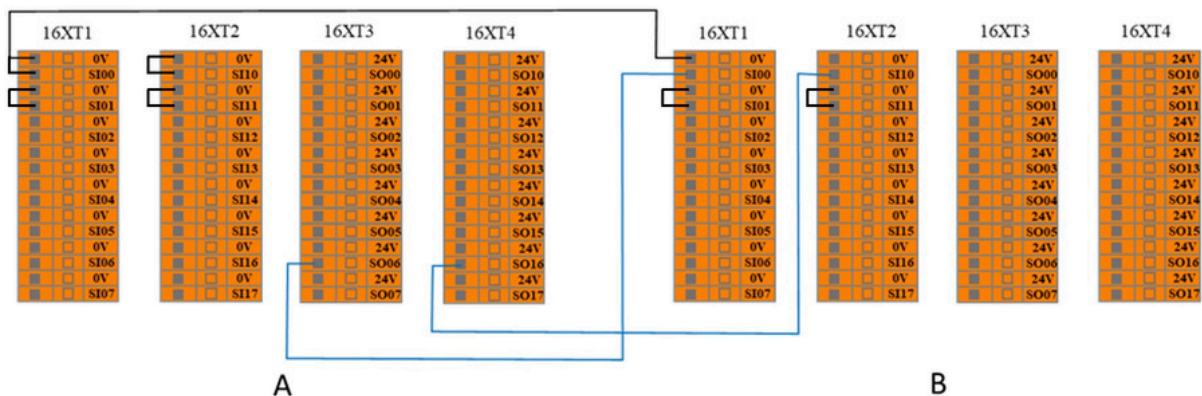 16XT1 16XT2 16XT3 16XT4 16XT1 16XT2 16XT3 16XT4
0V 0V 24V 24V 0V 0V 24V 24V
SI00 SI10 SO00 SO10 SI00 SI10 SO00 SO10
0V 0V 24V 24V 0V 0V 24V 24V
SI01 SI11 SO01 SO11 SI01 SI11 SO01 SO11
0V 0V 24V 24V 0V 0V 24V 24V
SI02 SI12 SO02 SO12 SI02 SI12 SO02 SO12
0V 0V 24V 24V 0V 0V 24V 24V
SI03 SI13 SO03 SO13 SI03 SI13 SO03 SO13
0V 0V 24V 24V 0V 0V 24V 24V
SI04 SI14 SO04 SO14 SI04 SI14 SO04 SO14
0V 0V 24V 24V 0V 0V 24V 24V
SI05 SI15 SO05 SO15 SI05 SI15 SO05 SO15
0V 0V 24V 24V 0V 0V 24V 24V
SI06 SI16 SO06 SO16 SI06 SI16 SO06 SO16
0V 0V 24V 24V 0V 0V 24V 24V
SI07 SI17 SO07 SO17 SI07 SI17 SO07 SO17
A B